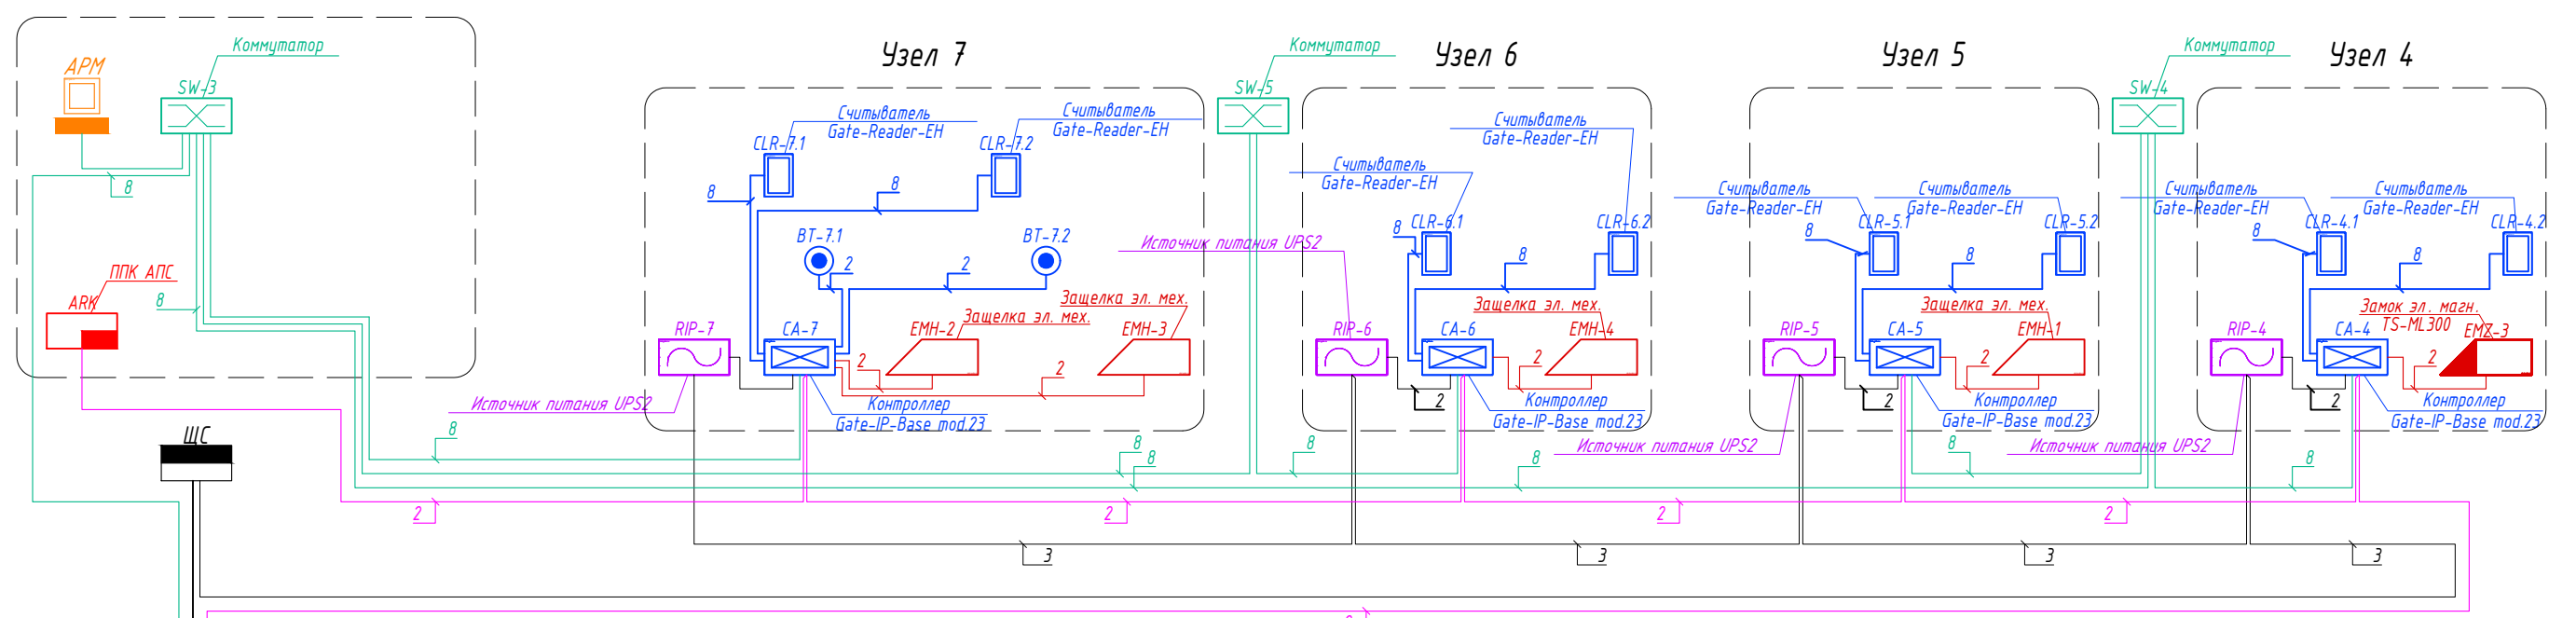 Коммутатор
АРМ
SW-3
8
ППК АПС
ARK
8
ЩС
Узел 7
Считыватель
Gate-Reader-EH
Считыватель
Gate-Reader-EH
CLR-7.1
CLR-7.2
8
8
BT-7.1
BT-7.2
2
2
Защелка эл. мех.
Защелка эл. мех.
RIP-7
CA-7
EMH-2
EMH-3
2
2
Источник питания UPS2
Контроллер
Gate-IP-Base mod.23
Коммутатор
SW-5
Узел 6
Считыватель
Gate-Reader-EH
Считыватель
Gate-Reader-EH
CLR-6.1
CLR-6.2
8
8
Источник питания UPS2
Защелка эл. мех.
RIP-6
CA-6
EMH-4
2
2
Контроллер
Gate-IP-Base mod.23
Узел 5
Считыватель
Gate-Reader-EH
Считыватель
Gate-Reader-EH
CLR-5.1
CLR-5.2
8
8
Защелка эл. мех.
RIP-5
CA-5
EMH-1
2
2
Контроллер
Gate-IP-Base mod.23
Источник питания UPS2
Коммутатор
SW-4
Узел 4
Считыватель
Gate-Reader-EH
Считыватель
Gate-Reader-EH
CLR-4.1
CLR-4.2
8
8
Замок эл. магн.
TS-ML300
RIP-4
CA-4
EMZ-3
2
2
Контроллер
Gate-IP-Base mod.23
Источник питания UPS2
8
8
8
8
8
8
8
2
2
2
2
3
3
3
3